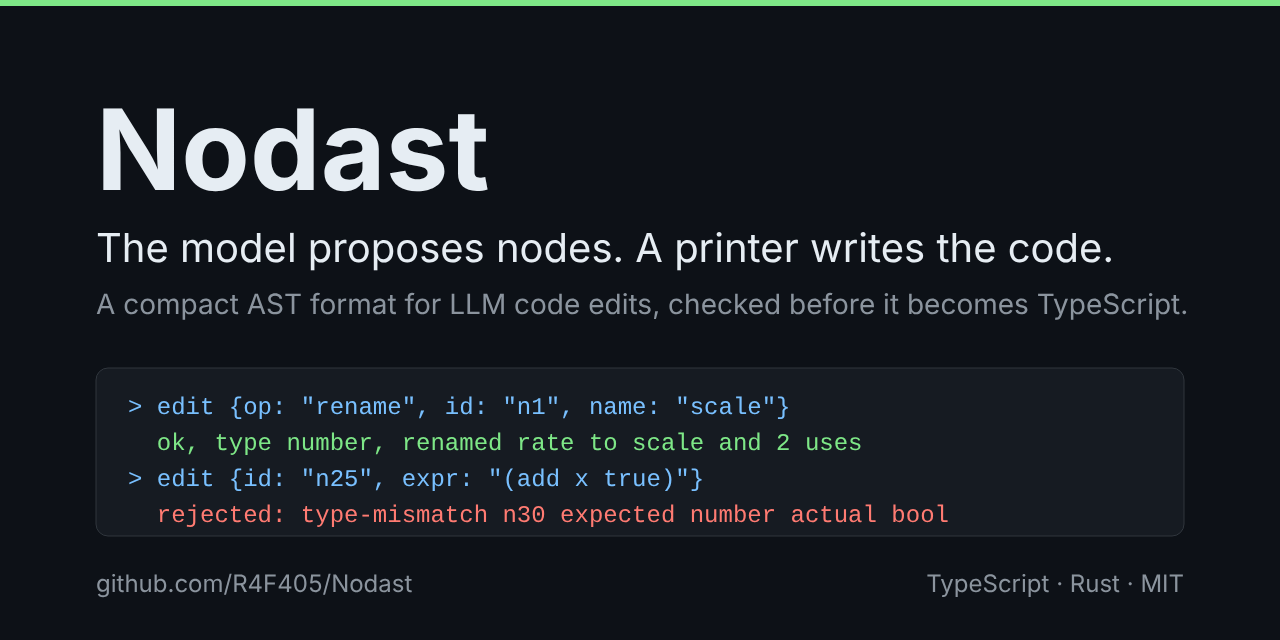 Nodast
The model proposes nodes. A printer writes the code.
A compact AST format for LLM code edits, checked before it becomes TypeScript.
> edit {op: "rename", id: "n1", name: "scale"}
ok, type number, renamed rate to scale and 2 uses
> edit {id: "n25", expr: "(add x true)"}
rejected: type-mismatch n30 expected number actual bool
github.com/R4F405/Nodast
TypeScript · Rust · MIT